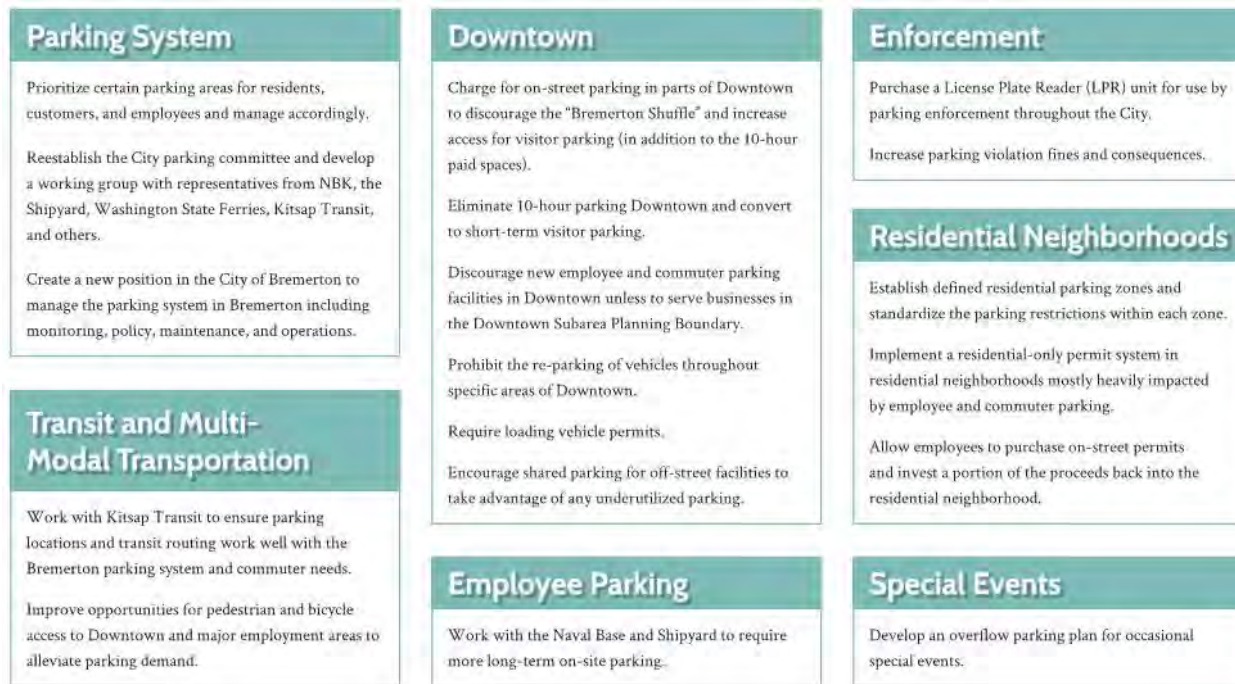 Parking System
Prioritize certain parking areas for residents,
customers, and employees and manage accordingly.
Reestablish the City parking committee and develop
a working group with representatives from NBK, the
Shipyard, Washington State Ferries, Kitsap Transit,
and others.
Create a new position in the City of Bremerton to
manage the parking system in Bremerton including
monitoring, policy, maintenance, and operations.
Transit and Multi-
Modal Transportation
Work with Kitsap Transit to ensure parking
locations and transit routing work well with the
Bremerton parking system and commuter needs.
Improve opportunities for pedestrian and bicycle
access to Downtown and major employment areas to
alleviate parking demand.
Downtown
Charge for on-street parking in parts of Downtown
to discourage the "Bremerton Shuffle" and increase
access for visitor parking (in addition to the 10-hour
paid spaces).
Eliminate 10-hour parking Downtown and convert
to short-term visitor parking.
Discourage new employee and commuter parking
facilities in Downtown unless to serve businesses in
the Downtown Subarea Planning Boundary.
Prohibit the re-parking of vehicles throughout
specific areas of Downtown.
Require loading vehicle permits.
Encourage shared parking for off-street facilities to
take advantage of any underutilized parking.
Employee Parking
Work with the Naval Base and Shipyard to require
more long-term on-site parking.
Enforcement
Purchase a License Plate Reader (LPR) unit for use by
parking enforcement throughout the City.
Increase parking violation fines and consequences.
Residential Neighborhoods
Establish defined residential parking zones and
standardize the parking restrictions within each zone.
Implement a residential-only permit system in
residential neighborhoods mostly heavily impacted
by employee and commuter parking.
Allow employees to purchase on-street permits
and invest a portion of the proceeds back into the
residential neighborhood.
Special Events
Develop an overflow parking plan for occasional
special events.